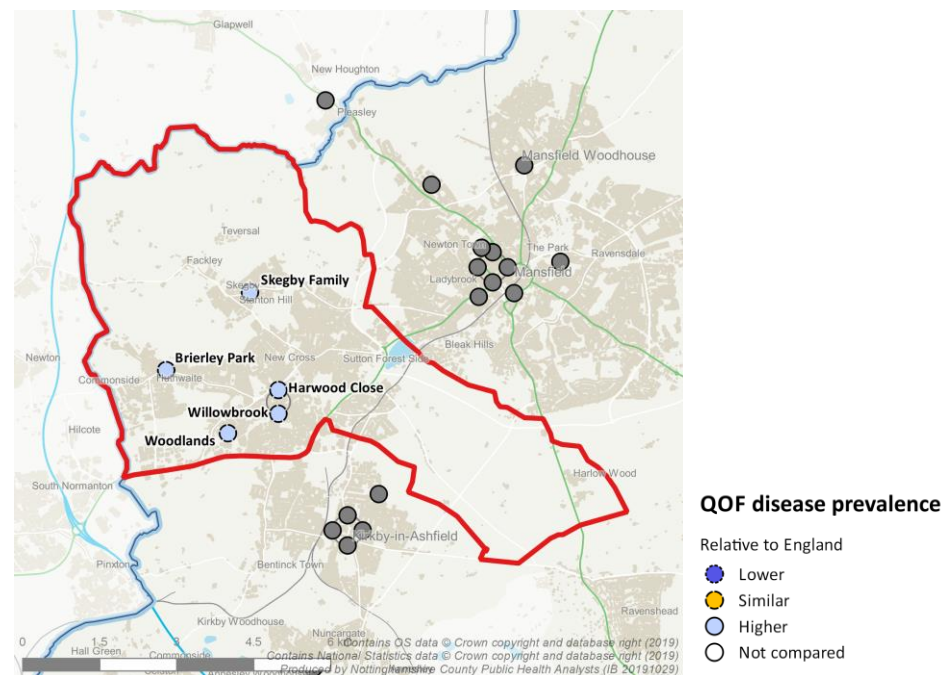 Glapwell
New Houghton
Pleasley
Mansfield Woodhouse
Teversal
Newton Town
The Park
Ravensdale
Fackley
Skegby Family
Skegby
Stanton Hill
Ladybrook
Mansfield
Bleak Hills
Newton
Brierley Park
New Cross
Sutton Forest Side
Commonside
Huthwaite
Harwood Close
Hilcote
Willowbrook
Woodlands
South Normanton
Harlow Wood
Kirkby-in-Ashfield
Pinxton
Bentinck Town
Kirkby Woodhouse
Ravenshead
Nuncargate
0 1.5 3 4.5 6 km
Hall Green
Commonside
Selston
Contains OS data © Crown copyright and database right (2019)
Contains National Statistics data © Crown copyright and database right (2019)
Produced by Nottinghamshire County Public Health Analysts (IB 20191029)
QOF disease prevalence
Relative to England
Lower
Similar
Higher
Not compared